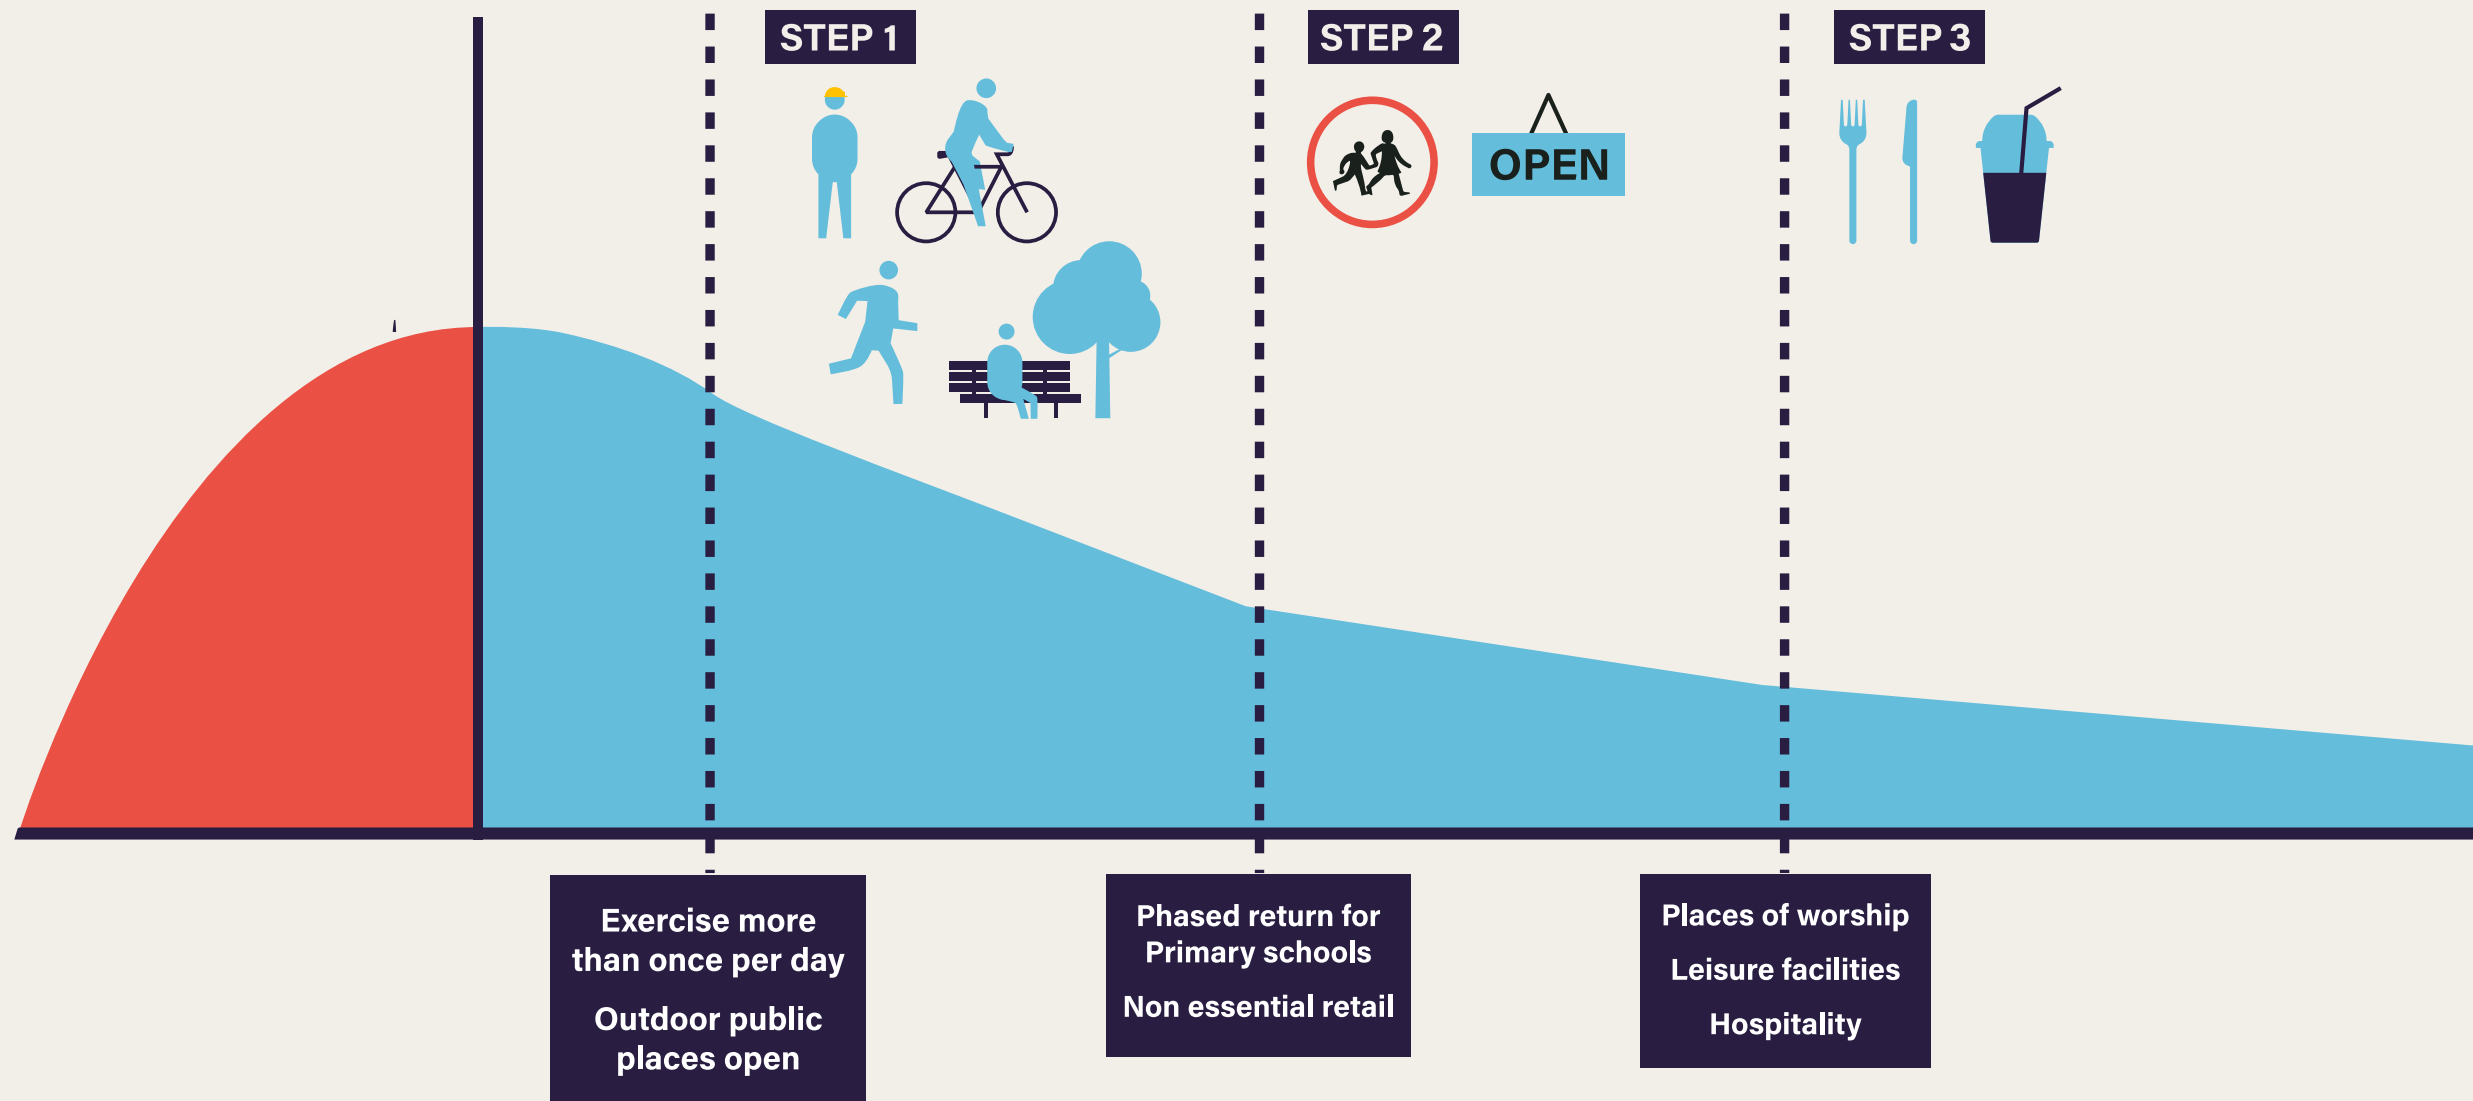 STEP 1
STEP 2
STEP 3
OPEN
Exercise more
than once per day
Outdoor public
places open
Phased return for
Primary schools
Non essential retail
Places of worship
Leisure facilities
Hospitality